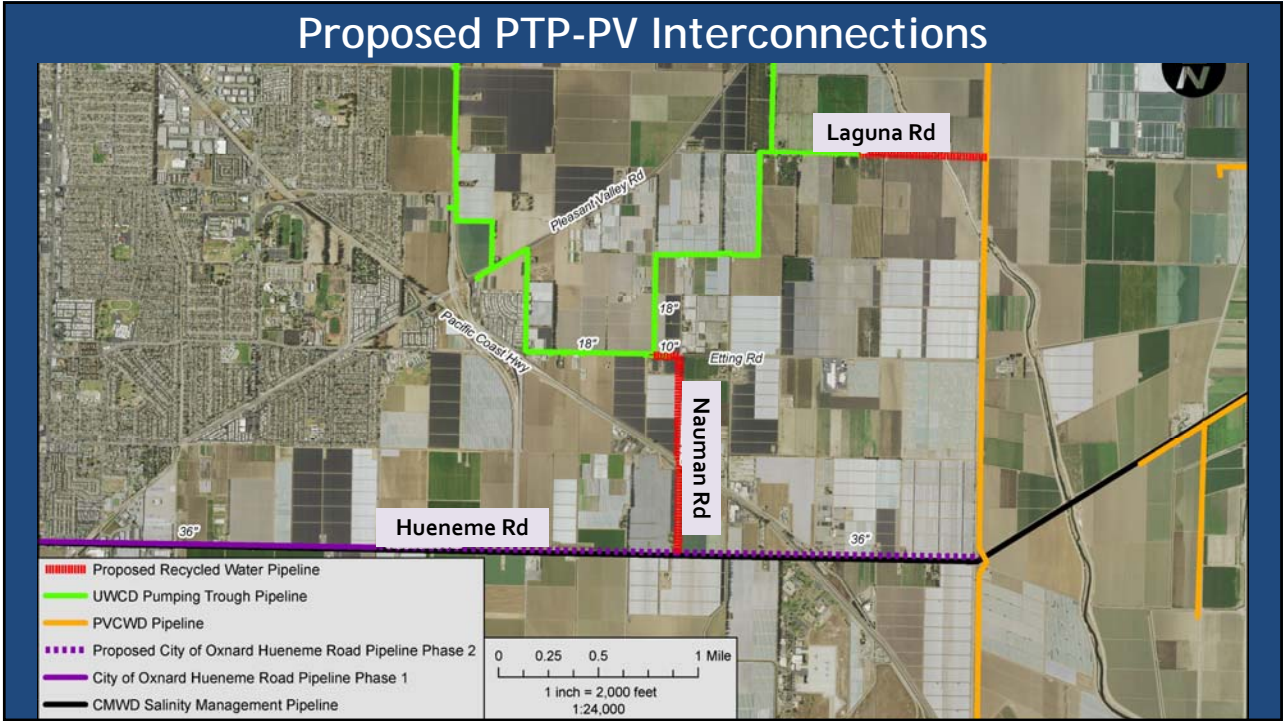 Proposed PTP-PV Interconnections
N
Laguna Rd
Pleasant Valley Rd
18"
Pacific Coast Hwy
18"
10"
Etting Rd
Nauman Rd
Hueneme Rd
36"
36"
Proposed Recycled Water Pipeline
UWCD Pumping Trough Pipeline
PVCWD Pipeline
Proposed City of Oxnard Hueneme Road Pipeline Phase 2
City of Oxnard Hueneme Road Pipeline Phase 1
CMWD Salinity Management Pipeline
0 0.25 0.5 1 Mile
1 inch = 2,000 feet
1:24,000